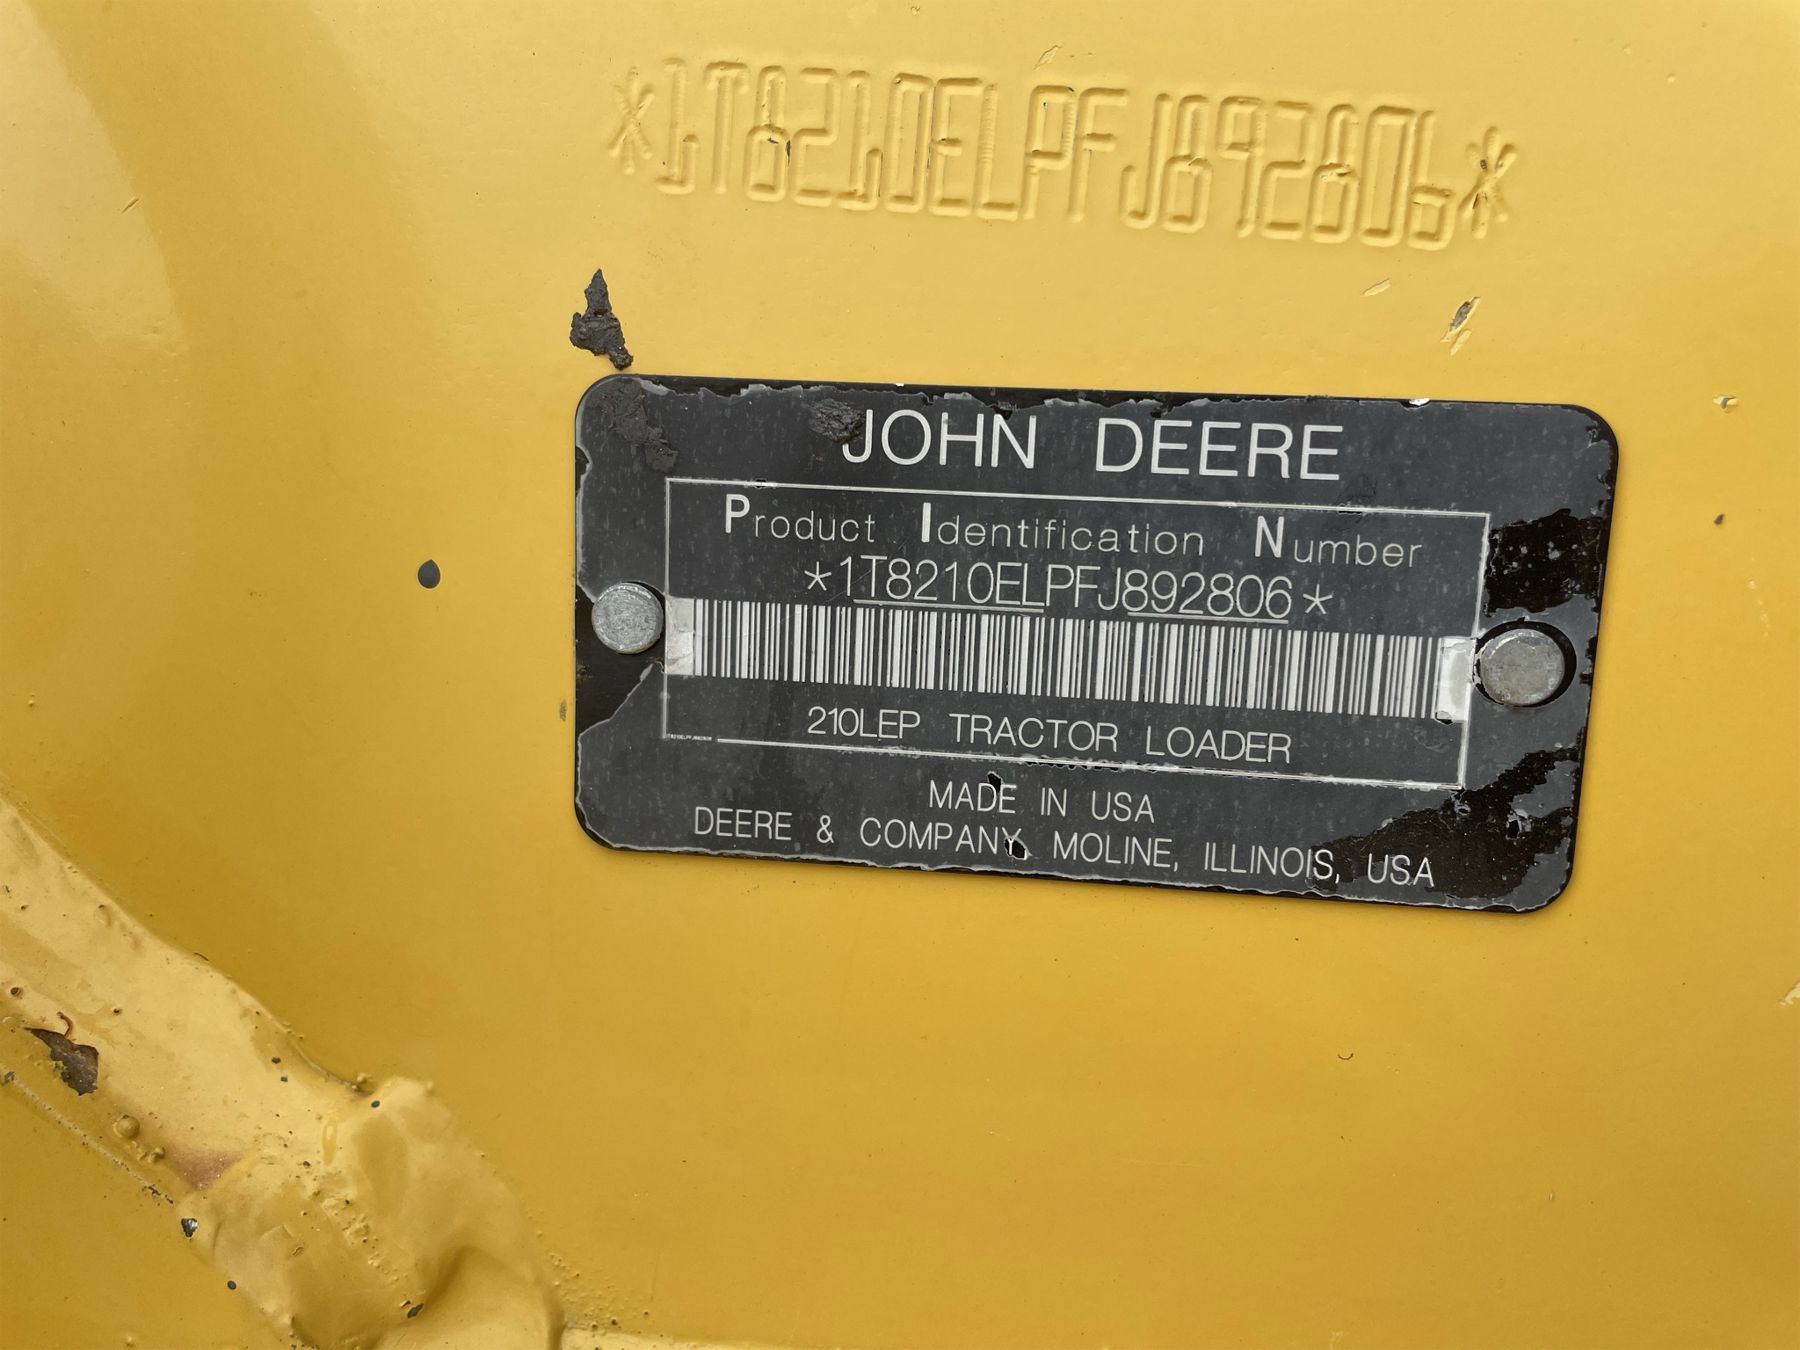 *1T8210ELPFJ892806*
JOHN DEERE
Product Identification Number
*1T8210ELPFJ892806*
210LEP TRACTOR LOADER
MADE IN USA
DEERE & COMPANY, MOLINE, ILLINOIS, USA